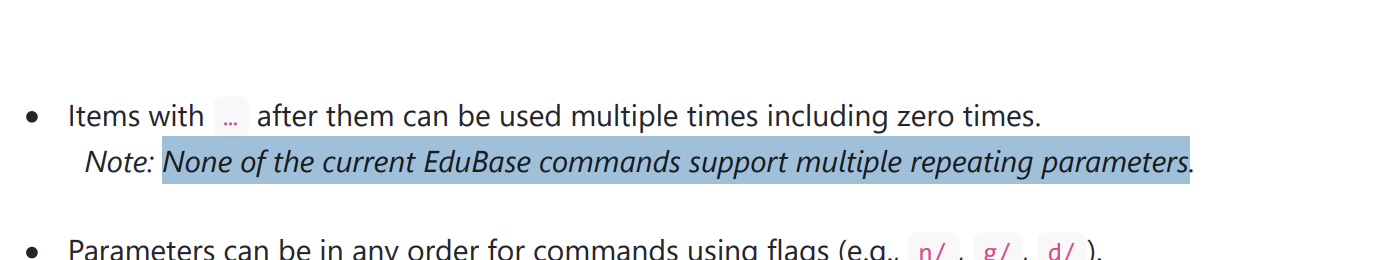 Items with … after them can be used multiple times including zero times.
Note: None of the current EduBase commands support multiple repeating parameters.
Parameters can be in any order for commands using flags (e.g., n/ , g/ , d/ ).